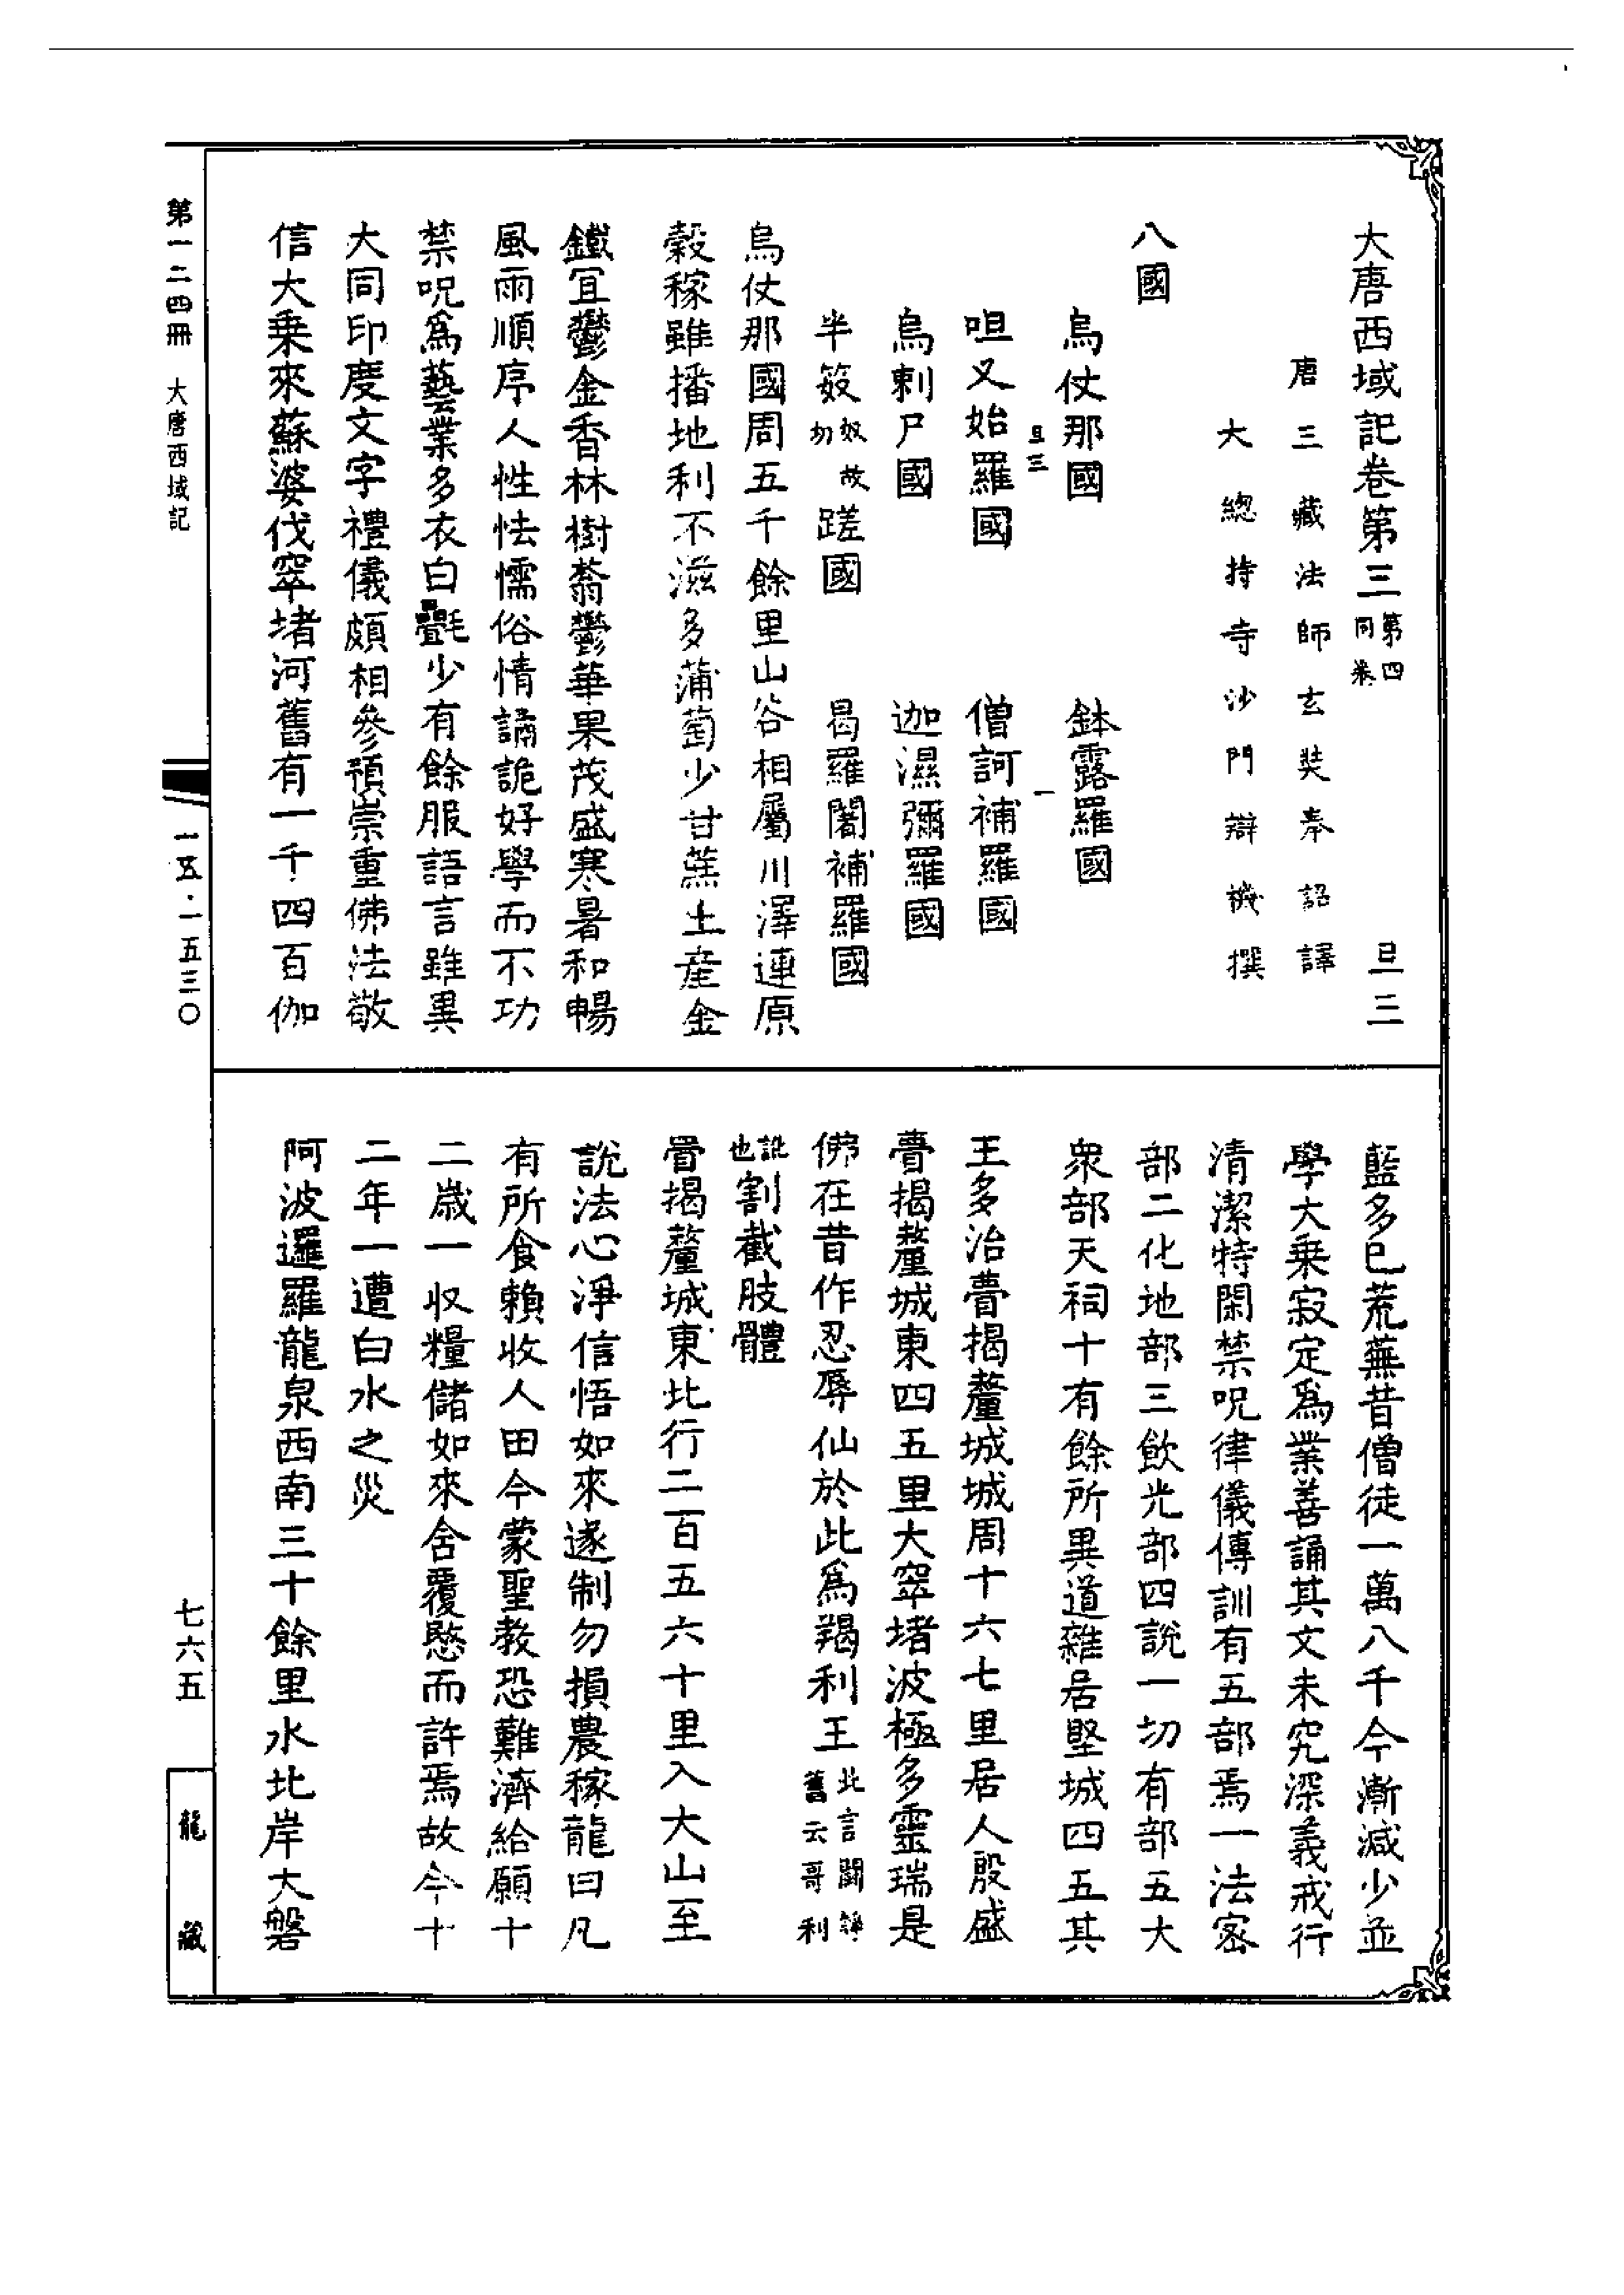 大唐西域記卷第三 第四同卷 旦三
唐三藏法師玄奘奉詔譯
大總持寺沙門辯機撰
八國
烏仗那國 鉢露羅國
旦三 一
呾叉始羅國 僧訶補羅國
烏剌尸國 迦濕彌羅國
半笯奴故切蹉國 曷羅闍補羅國
烏仗那國周五千餘里山谷相屬川澤連原
穀稼雖播地利不滋多蒲萄少甘蔗土產金
鐵宜鬱金香林樹蓊鬱華果茂盛寒暑和暢
風雨順序人性怯懦俗情譎詭好學而不功
禁呪爲藝業多衣白氎少有餘服語言雖異
大同印度文字禮儀頗相參預崇重佛法敬
信大乗來蘇婆伐窣堵河舊有一千四百伽
藍多巳荒蕪昔僧徒一萬八千今漸減少並
學大乗寂定爲業善誦其文未究深義戒行
清潔特閑禁呪律儀傳訓有五部焉一法密
部二化地部三飲光部四說一切有部五大
衆部天祠十有餘所異道雜居堅城四五其
王多治瞢揭釐城城周十六七里居人殷盛
瞢揭釐城東四五里大窣堵波極多靈瑞是
佛在昔作忍辱仙於此爲羯利王此言鬬諍舊云哥利
訛也割截肢體
瞢揭釐城東北行二百五六十里入大山至
說法心淨信悟如來遂制勿損農稼龍曰凡
有所食賴收人田今蒙聖教恐難濟給願十
二歲一收糧儲如來含覆愍而許焉故今十
二年一遭白水之災
阿波邏羅龍泉西南三十餘里水北岸大磐
第一二四冊 大唐西域記
一五·一五三〇
七六五
龍藏